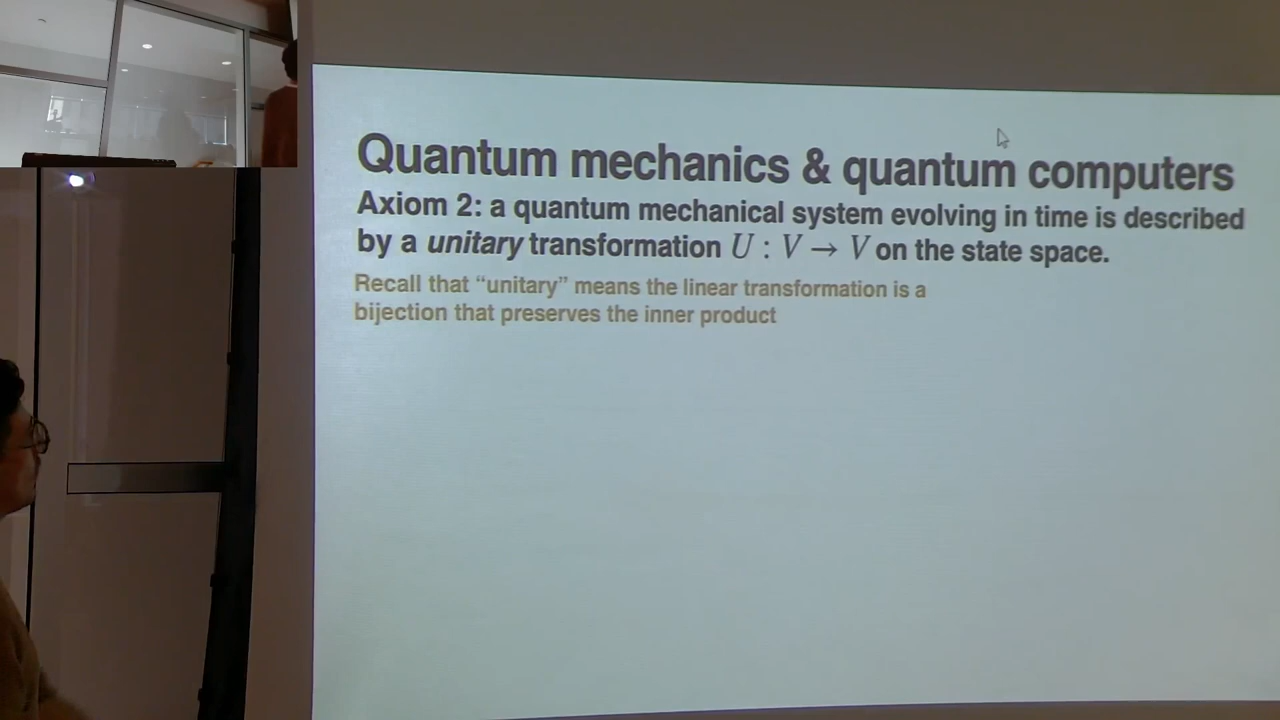 Quantum mechanics & quantum computers
Axiom 2: a quantum mechanical system evolving in time is described
by a unitary transformation U : V → V on the state space.
Recall that “unitary” means the linear transformation is a
bijection that preserves the inner product